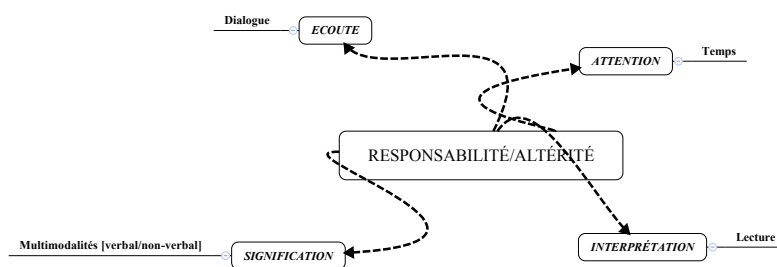 Dialogue
ECOUTE
ATTENTION
Temps
RESPONSABILITÉ/ALTÉRITÉ
Multimodalités [verbal/non-verbal]
SIGNIFICATION
INTERPRÉTATION
Lecture